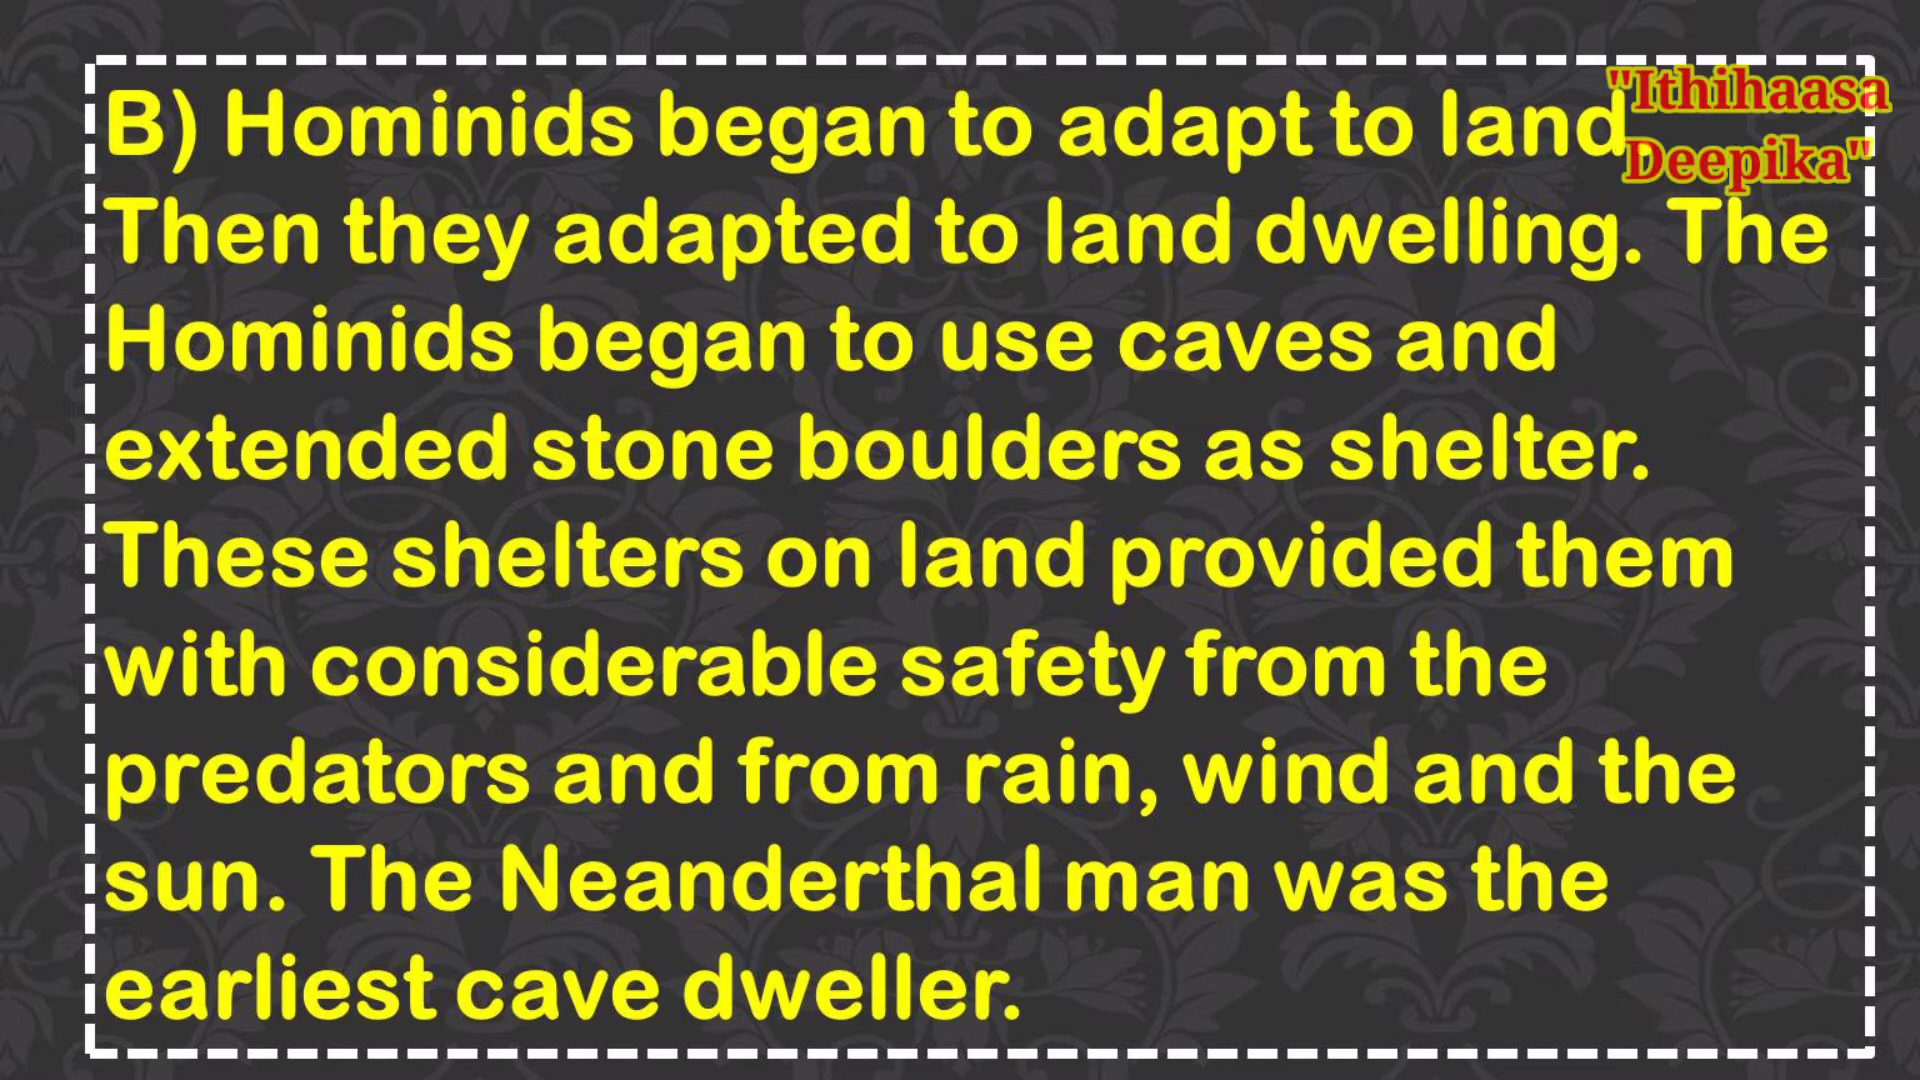 B) Hominids began to adapt to land
Then they adapted to land dwelling. The
Hominids began to use caves and
extended stone boulders as shelter.
These shelters on land provided them
with considerable safety from the
predators and from rain, wind and the
sun. The Neanderthal man was the
earliest cave dweller.
"Ithihaasa
Deepika"